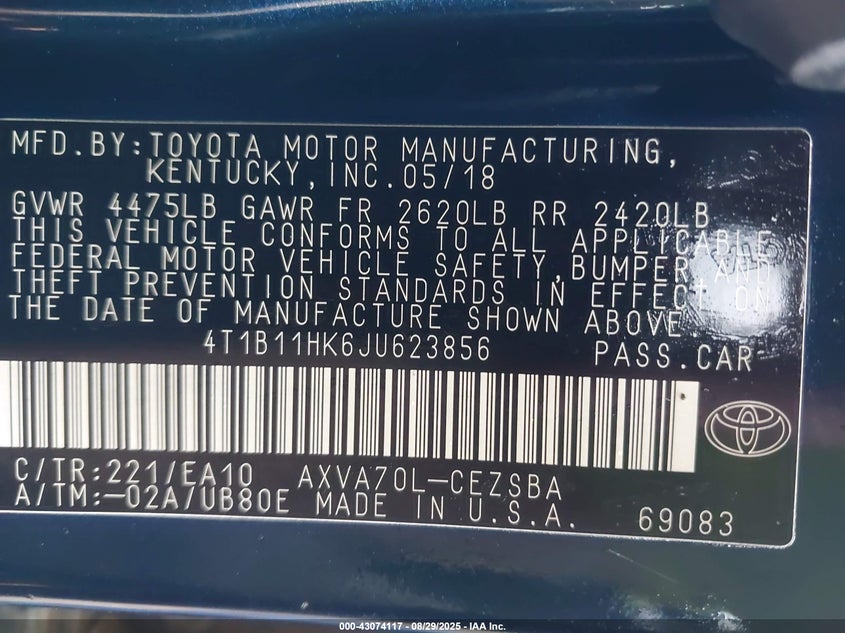 MFD.BY:TOYOTA MOTOR MANUFACTURING,
KENTUCKY,INC.05/18
GVWR 4475LB GAWR FR 2620LB RR 2420LB
THIS VEHICLE CONFORMS TO ALL APPLICABLE
FEDERAL MOTOR VEHICLE SAFETY,BUMPER AND
THEFT PREVENTION STANDARDS IN EFFECT ON
THE DATE OF MANUFACTURE SHOWN ABOVE.
4T1B11HK6JU623856 PASS.CAR
C/TR:221/EA10 AXVA70L-CEZSBA
A/TM:-02A/UB80E MADE IN U.S.A. 69083
000-43074117 - 08/29/2025 - IAA Inc.